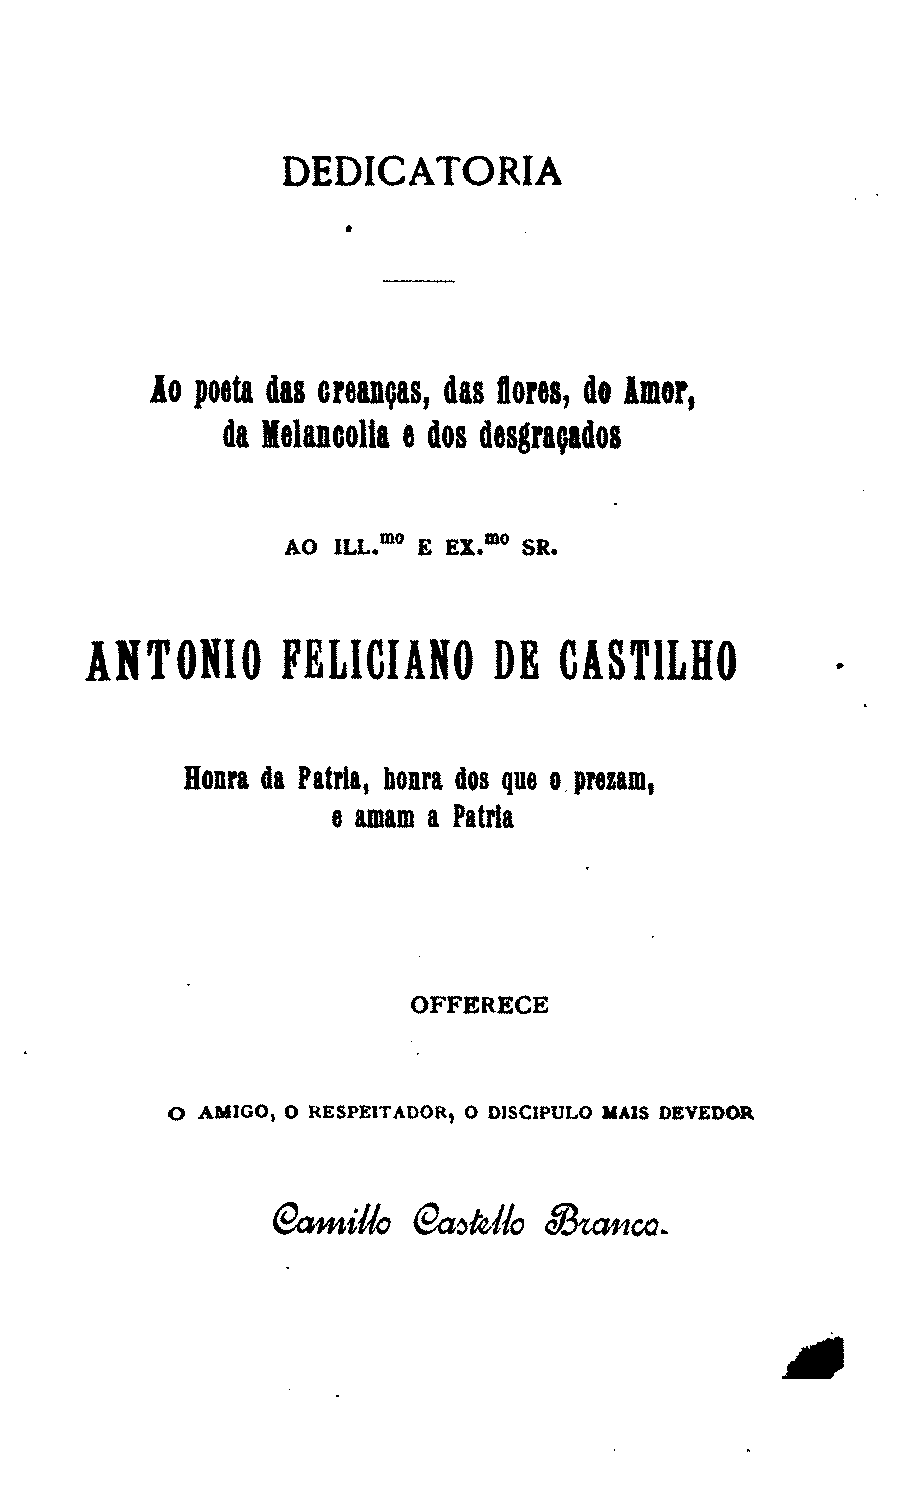 DEDICATORIA
Ao poeta das creanças, das flores, do Amor,
da Melancolia e dos desgraçados
AO ILL.mo E EX.mo SR.
ANTONIO FELICIANO DE CASTILHO
Honra da Patria, honra dos que o prezam,
e amam a Patria
OFFERECE
O AMIGO, O RESPEITADOR, O DISCIPULO MAIS DEVEDOR
Camillo Castello Branco.